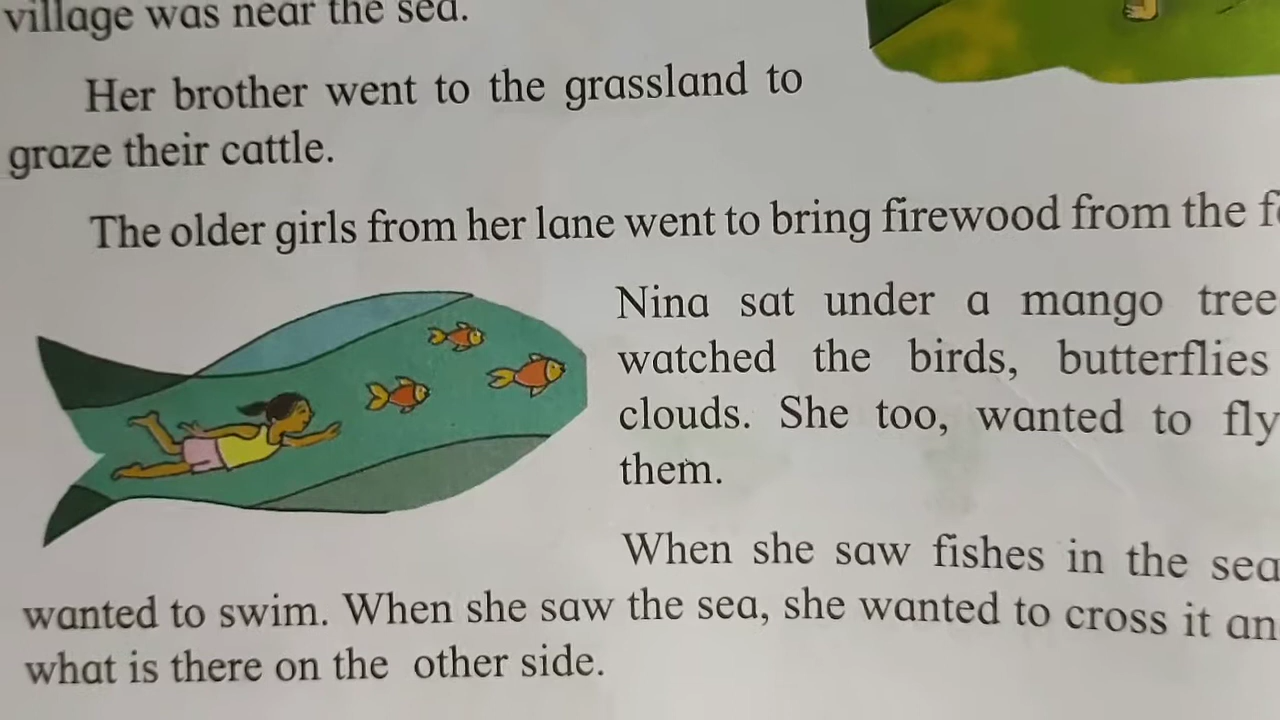 village was near the sea.
Her brother went to the grassland to
graze their cattle.
The older girls from her lane went to bring firewood from the
Nina sat under a mango tree
watched the birds, butterflies
clouds. She too, wanted to fly
them.
When she saw fishes in the sea
wanted to swim. When she saw the sea, she wanted to cross it an
what is there on the other side.